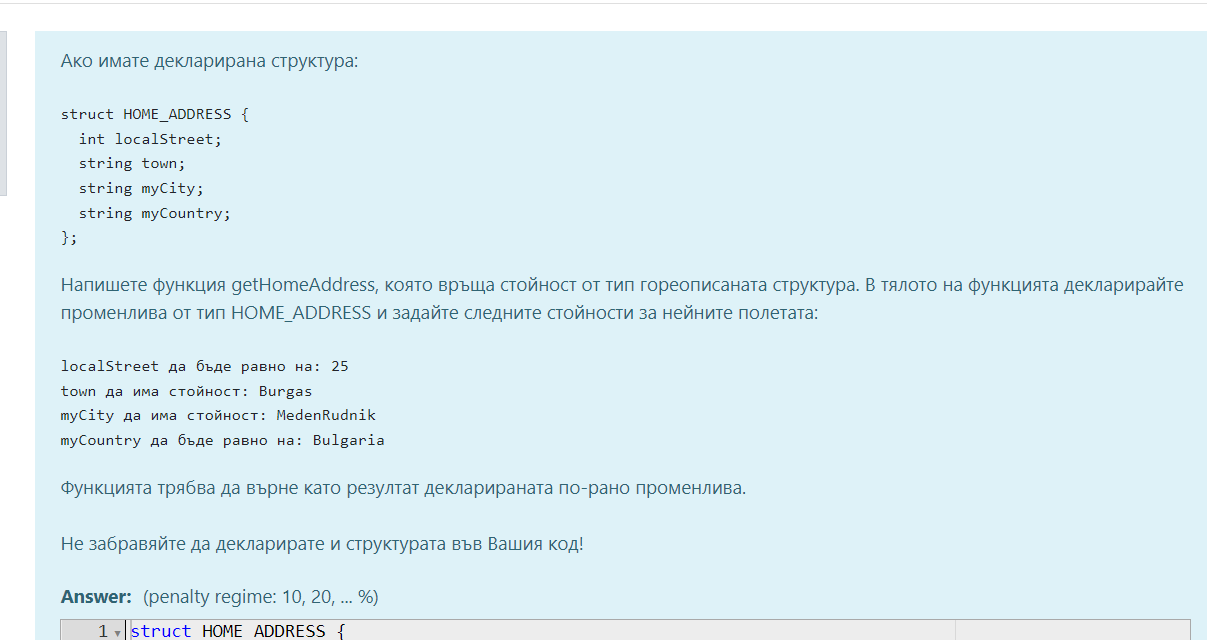 Ако имате декларирана структура:
struct HOME_ADDRESS {
int localStreet;
string town;
string myCity;
string myCountry;
};
Напишете функция getHomeAddress, която връща стойност от тип гореописаната структура. В тялото на функцията декларирайте
променлива от тип HOME_ADDRESS и задайте следните стойности за нейните полетата:
localStreet да бъде равно на: 25
town да има стойност: Burgas
myCity да има стойност: MedenRudnik
myCountry да бъде равно на: Bulgaria
Функцията трябва да върне като резултат декларираната по-рано променлива.
Не забравяйте да декларирате и структурата във Вашия код!
Answer: (penalty regime: 10, 20, ... %)
1 struct HOME_ADDRESS {